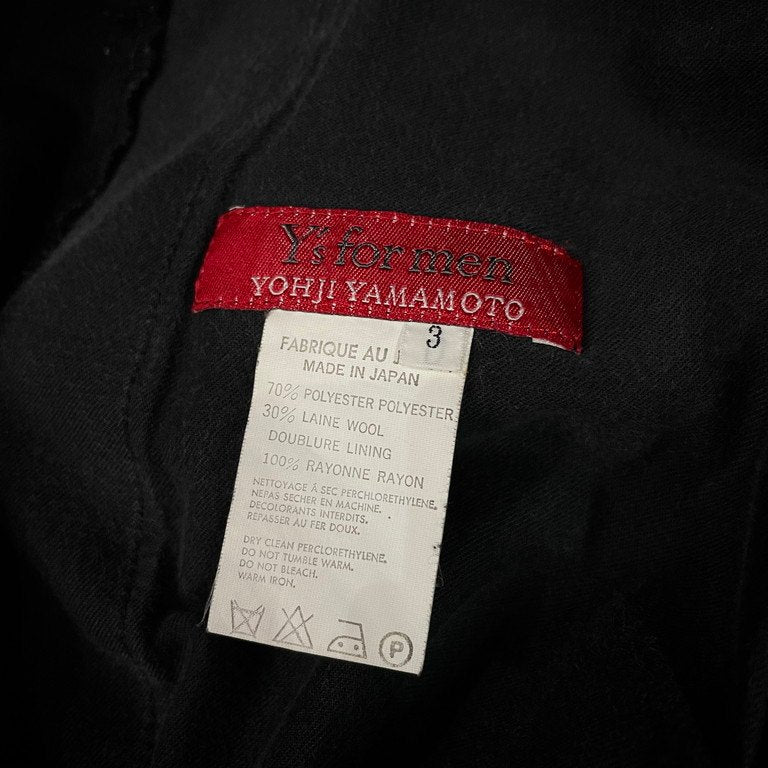 Y's for men
YOHJI YAMAMOTO
3
FABRIQUE AU J
MADE IN JAPAN
70% POLYESTER POLYESTER
30% LAINE WOOL
DOUBLURE LINING
100% RAYONNE RAYON
NETTOYAGE À SEC PERCHLORETHYLENE.
NEPAS SECHER EN MACHINE.
DECOLORANTS INTERDITS.
REPASSER AU FER DOUX.
DRY CLEAN PERCLORETHYLENE.
DO NOT TUMBLE WARM.
DO NOT BLEACH.
WARM IRON.
P